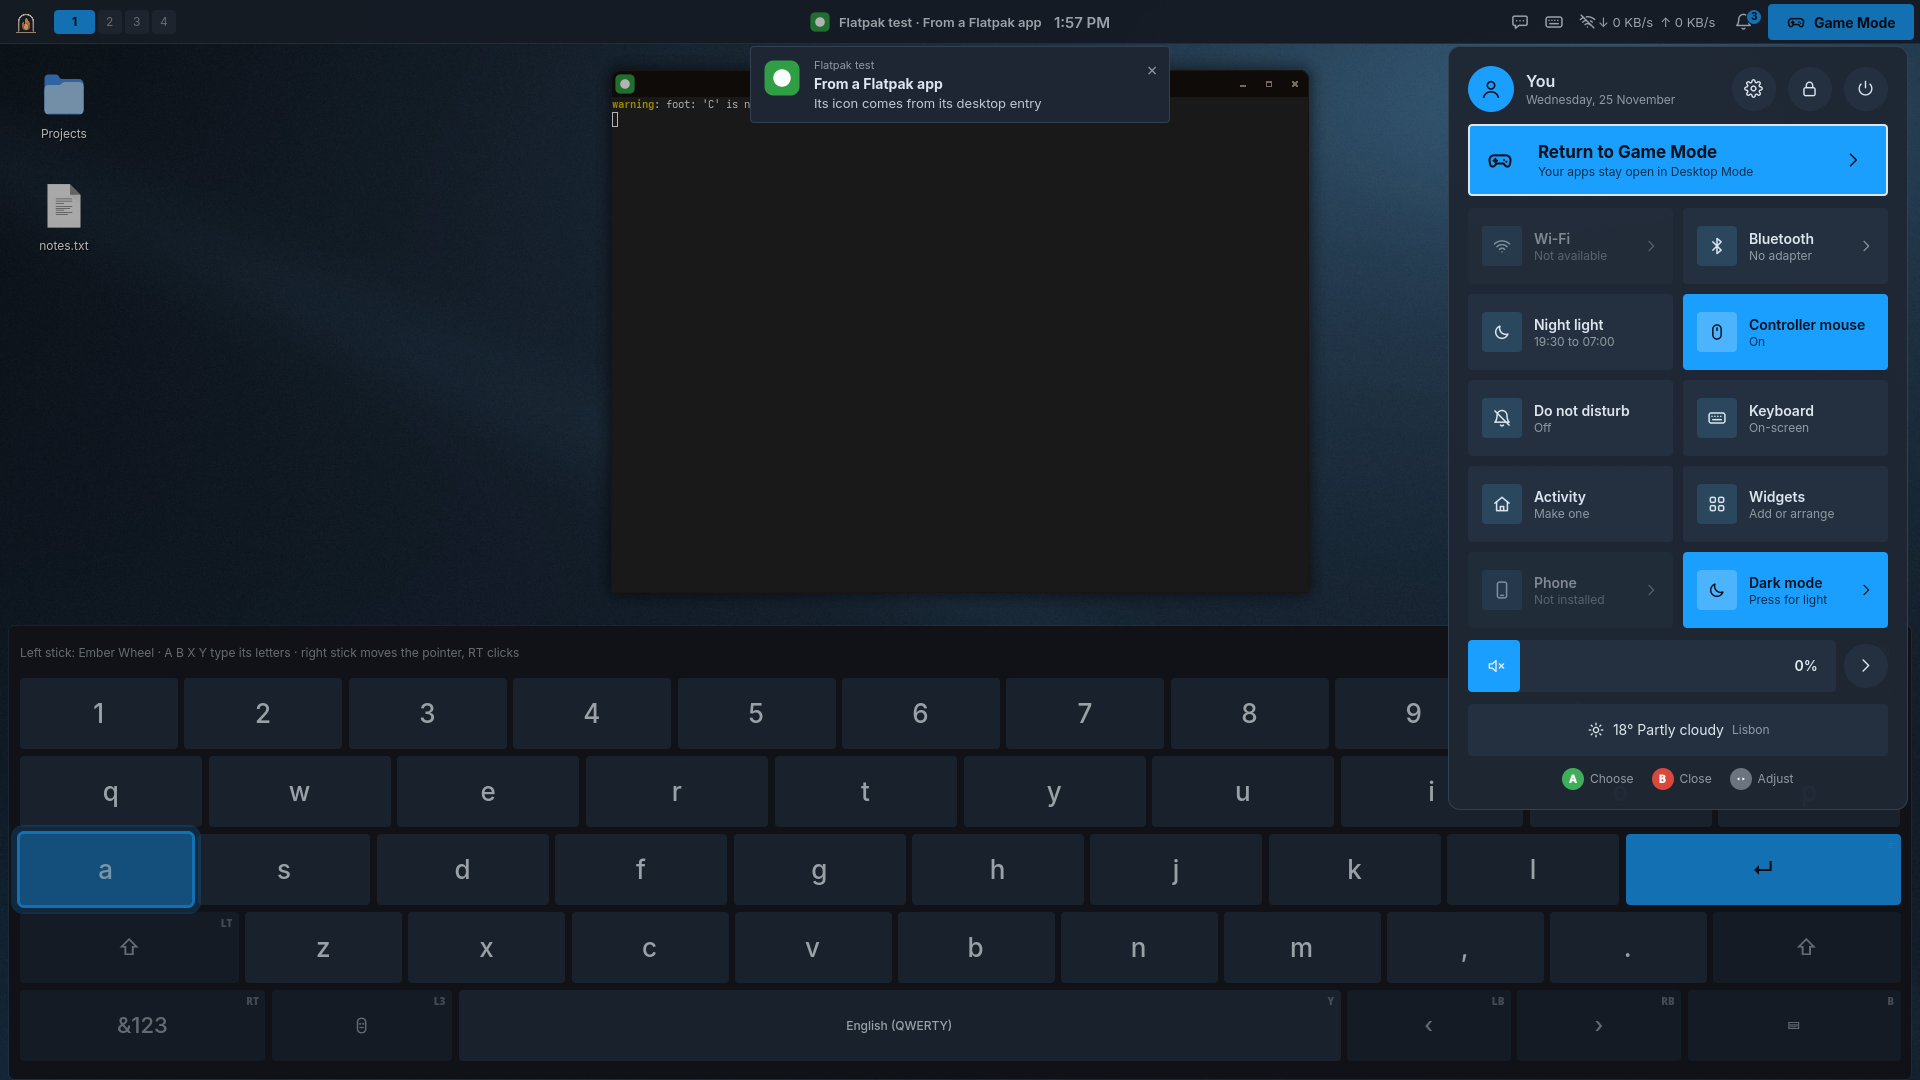 1 2 3 4
Flatpak test · From a Flatpak app 1:57 PM
0 KB/s 0 KB/s
3
Game Mode
Projects
notes.txt
warning: foot: 'C' is n
Flatpak test
From a Flatpak app
Its icon comes from its desktop entry
You
Wednesday, 25 November
Return to Game Mode
Your apps stay open in Desktop Mode
Wi-Fi
Not available
Bluetooth
No adapter
Night light
19:30 to 07:00
Controller mouse
On
Do not disturb
Off
Keyboard
On-screen
Activity
Make one
Widgets
Add or arrange
Phone
Not installed
Dark mode
Press for light
0%
18° Partly cloudy Lisbon
A Choose B Close Adjust
Left stick: Ember Wheel · A B X Y type its letters · right stick moves the pointer, RT clicks
1 2 3 4 5 6 7 8 9
q w e r t y u i o p
a s d f g h j k l
LT
z x c v b n m , .
&123 RT L3 English (QWERTY) Y ‹ LB › RB B